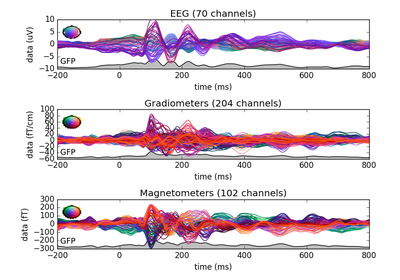 EEG (70 channels)
10
5
0
−5
−10
data (uV)
GFP
−200 0 200 400 600 800
time (ms)
Gradiometers (204 channels)
100
80
60
40
20
0
−20
−40
−60
data (fT/cm)
GFP
−200 0 200 400 600 800
time (ms)
Magnetometers (102 channels)
300
200
100
0
−100
−200
−300
data (fT)
GFP
−200 0 200 400 600 800
time (ms)